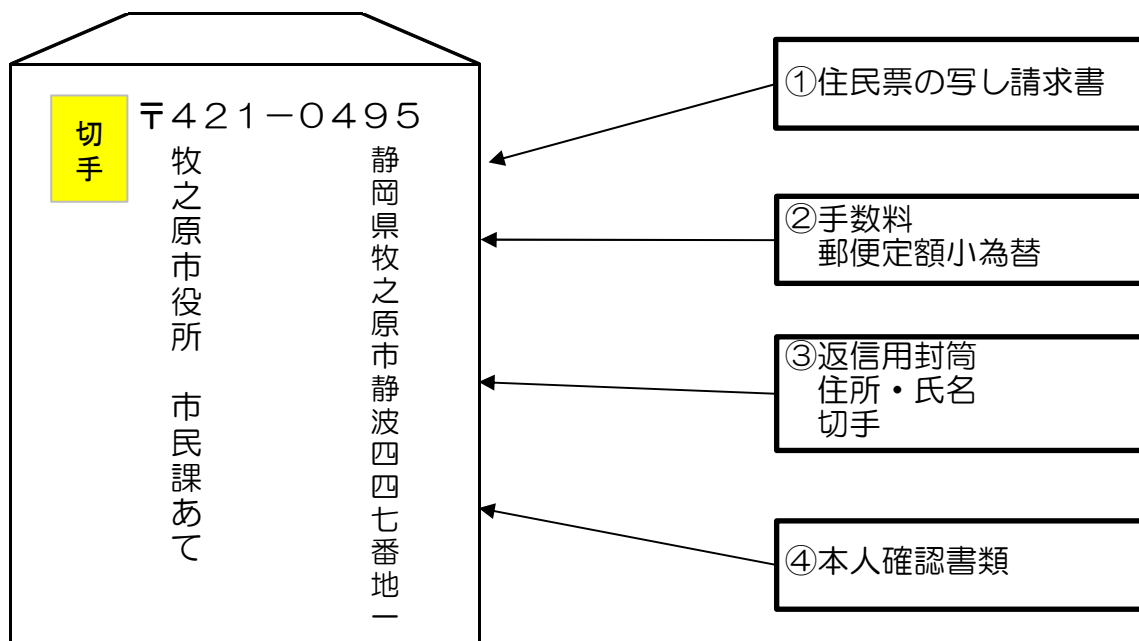 切手
〒421-0495
静岡県牧之原市静波四四七番地一
牧之原市役所 市民課あて
①住民票の写し請求書
②手数料
郵便定額小為替
③返信用封筒
住所・氏名
切手
④本人確認書類